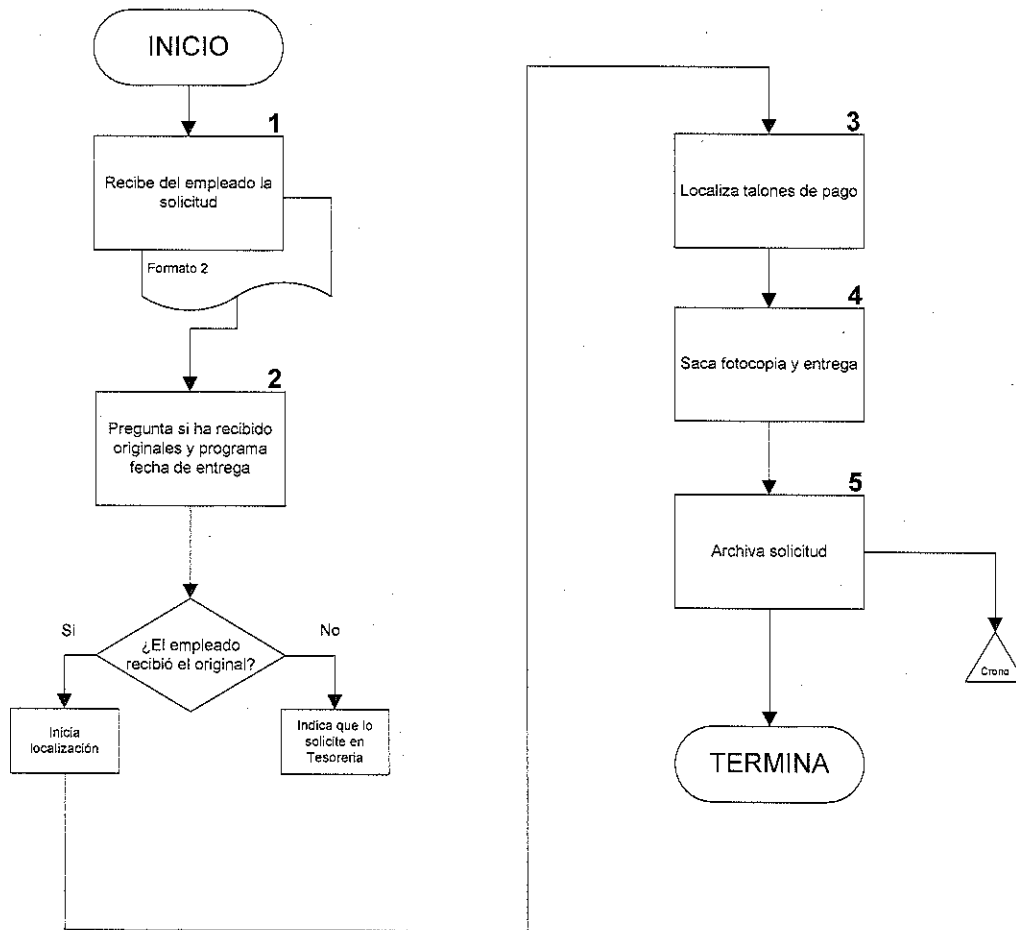 INICIO
1
Recibe del empleado la
solicitud
Formato 2
2
Pregunta si ha recibido
originales y programa
fecha de entrega
Si
¿El empleado
recibió el original?
No
Inicia
localización
Indica que lo
solicite en
Tesoreria
3
Localiza talones de pago
4
Saca fotocopia y entrega
5
Archiva solicitud
Crono
TERMINA